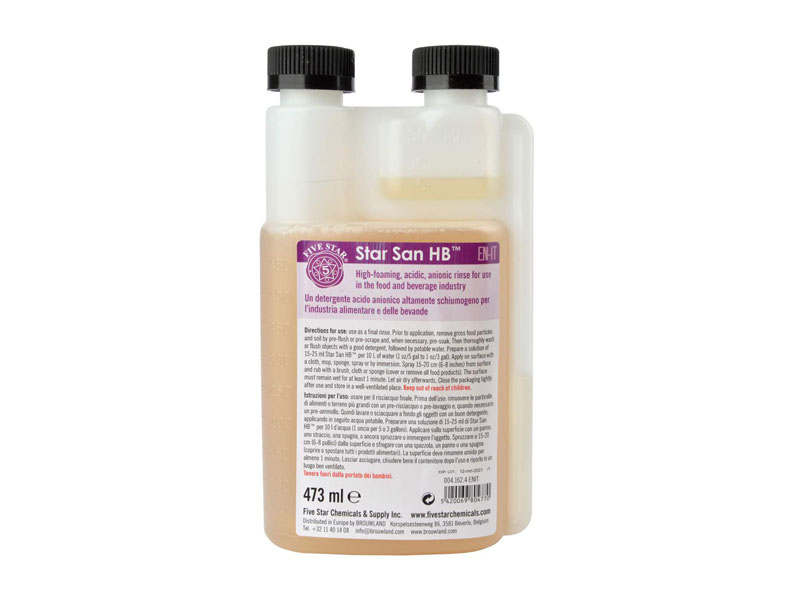 FIVE STAR
5
Star San HB™
EN-IT
High-foaming, acidic, anionic rinse for use
in the food and beverage industry
Un detergente acido anionico altamente schiumogeno per
l'industria alimentare e delle bevande
Directions for use: use as a final rinse. Prior to application, remove gross food particles
and soil by pre-flush or pre-scrape and, when necessary, pre-soak. Then thoroughly wash
or flush objects with a good detergent, followed by potable water. Prepare a solution of
15-25 ml Star San HB™ per 10 L of water (1 oz/5 gal to 1 oz/3 gal). Apply on surface with
a cloth, mop, sponge, spray or by immersion. Spray 15-20 cm (6-8 inches) from surface
and rub with a brush, cloth or sponge (cover or remove all food products). The surface
must remain wet for at least 1 minute. Let air dry afterwards. Close the packaging tightly
after use and store in a well-ventilated place. Keep out of reach of children.
Istruzioni per l'uso: usare per il risciacquo finale. Prima dell'uso: rimuovere le particelle
di alimenti o terreno più grandi con un pre-risciacquo o pre-lavaggio e, quando necessario
un pre-ammollo. Quindi lavare o sciacquare a fondo gli oggetti con un buon detergente,
applicando in seguito acqua potabile. Preparare una soluzione di 15-25 ml di Star San
HB™ per 10 l d'acqua (1 oncia per 5 o 3 galloni). Applicare sulla superficie con un panno,
uno straccio, una spugna, o ancora spruzzare o immergere l'oggetto. Spruzzare a 15-20
cm (6-8 pollici) dalla superficie e sfregare con una spazzola, un panno o una spugna
(coprire o spostare tutti i prodotti alimentari). La superficie deve rimanere umida per
almeno 1 minuto. Lasciar asciugare, chiudere bene il contenitore dopo l'uso e riporlo in un
luogo ben ventilato.
Tenere fuori dalla portata dei bambini.
473 ml e
004.162.4 ENIT
5 420069 804770
Five Star Chemicals & Supply Inc. www.fivestarchemicals.com
Distributed in Europe by BROUWLAND Korspelsesteenweg 86, 3581 Beverlo, Belgium
Tel. +32 11 40 14 08 info@brouwland.com www.brouwland.com